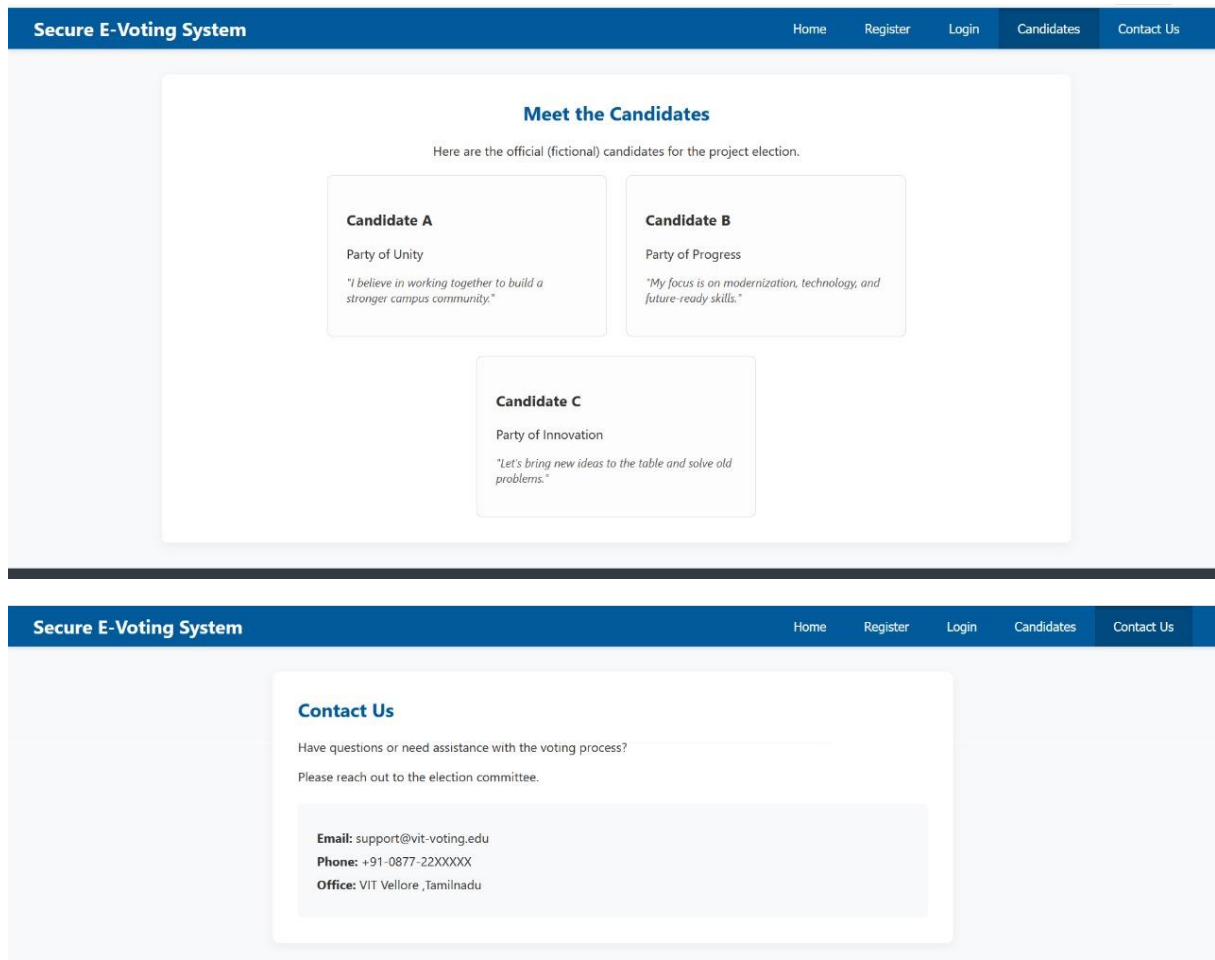 Secure E-Voting System
Home Register Login Candidates Contact Us
Meet the Candidates
Here are the official (fictional) candidates for the project election.
Candidate A
Party of Unity
"I believe in working together to build a
stronger campus community."
Candidate B
Party of Progress
"My focus is on modernization, technology, and
future-ready skills."
Candidate C
Party of Innovation
"Let's bring new ideas to the table and solve old
problems."
Secure E-Voting System
Home Register Login Candidates Contact Us
Contact Us
Have questions or need assistance with the voting process?
Please reach out to the election committee.
Email: support@vit-voting.edu
Phone: +91-0877-22XXXXX
Office: VIT Vellore ,Tamilnadu